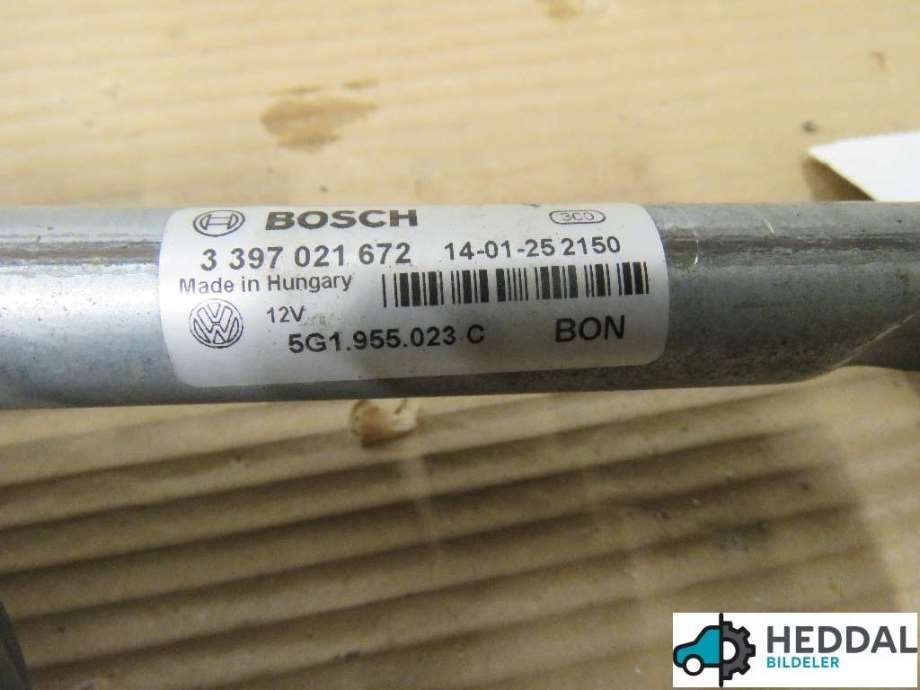 BOSCH 3C0
3 397 021 672 14-01-25 2150
Made in Hungary
12V
5G1.955.023 C BON
HEDDAL
BILDELER